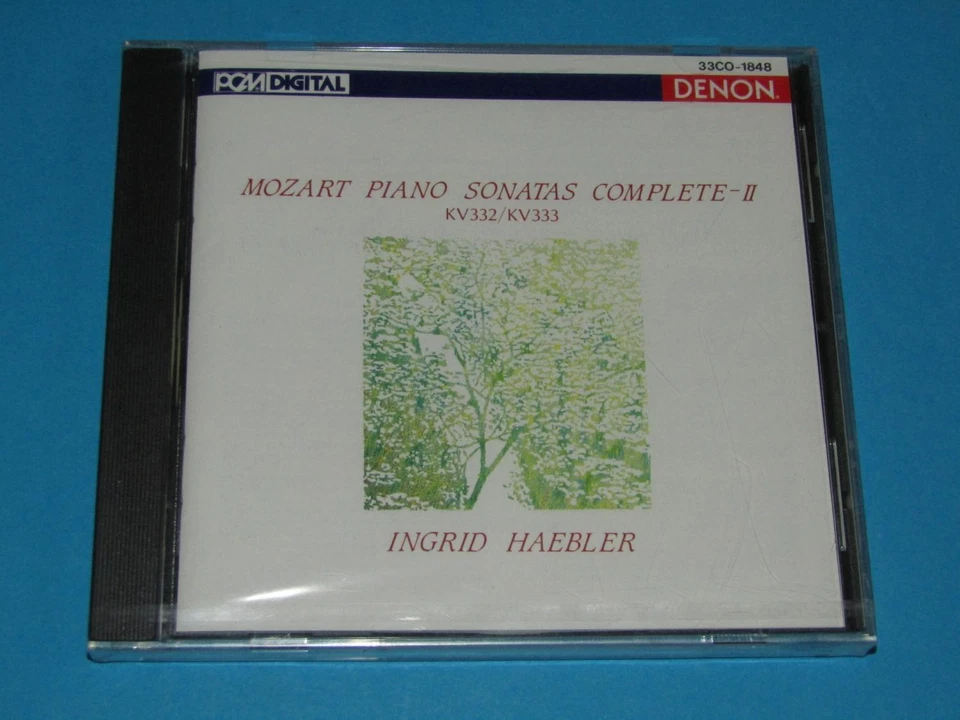 33CO-1848
PCM DIGITAL DENON
MOZART PIANO SONATAS COMPLETE-II
KV332/KV333
INGRID HAEBLER